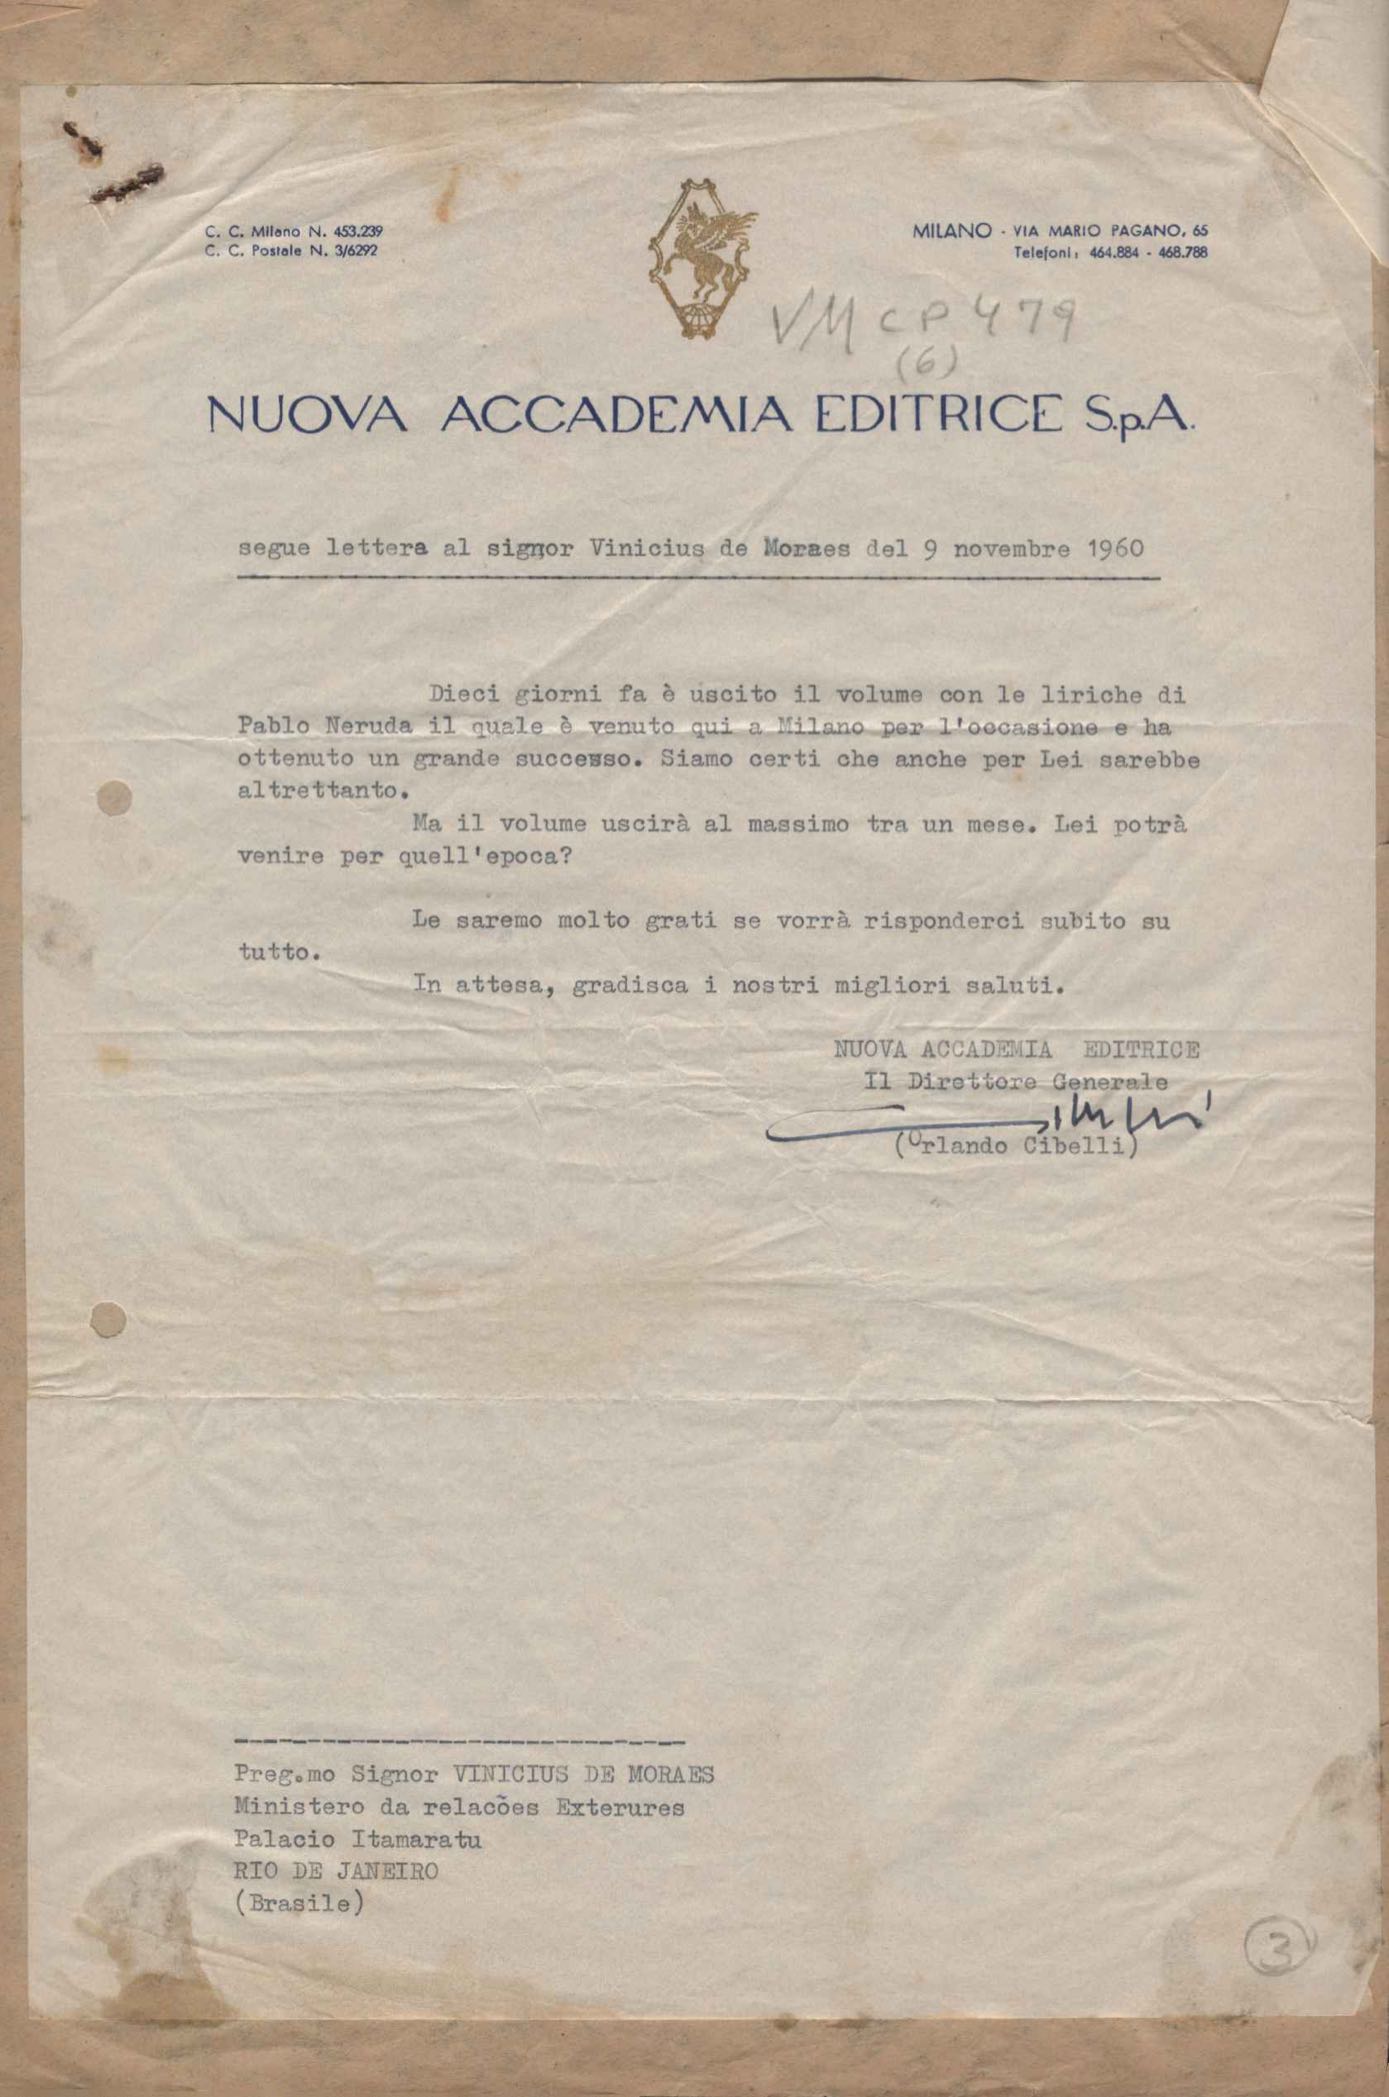 C. C. Milano N. 453.239
C. C. Postale N. 3/6292
MILANO - VIA MARIO PAGANO, 65
Telefoni: 464.884 - 468.788
VM CP 479
(6)
NUOVA ACCADEMIA EDITRICE S.p.A.
segue lettera al signor Vinicius de Moraes del 9 novembre 1960
Dieci giorni fa è uscito il volume con le liriche di
Pablo Neruda il quale è venuto qui a Milano per l'occasione e ha
ottenuto un grande successo. Siamo certi che anche per Lei sarebbe
altrettanto.
Ma il volume uscirà al massimo tra un mese. Lei potrà
venire per quell'epoca?
Le saremo molto grati se vorrà risponderci subito su
tutto.
In attesa, gradisca i nostri migliori saluti.
NUOVA ACCADEMIA EDITRICE
Il Direttore Generale
(Orlando Cibelli)
Preg.mo Signor VINICIUS DE MORAES
Ministero da relacões Exterures
Palacio Itamaratu
RIO DE JANEIRO
(Brasile)
3